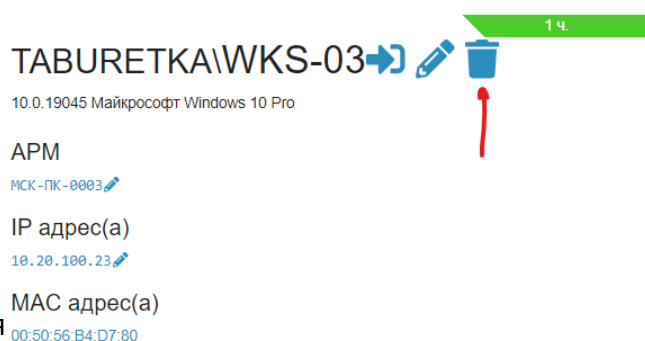 1 ч.
TABURETKA\WKS-03
10.0.19045 Майкрософт Windows 10 Pro
АРМ
МСК-ПК-0003
IP адрес(а)
10.20.100.23
MAC адрес(а)
я 00:50:56:B4:D7:80